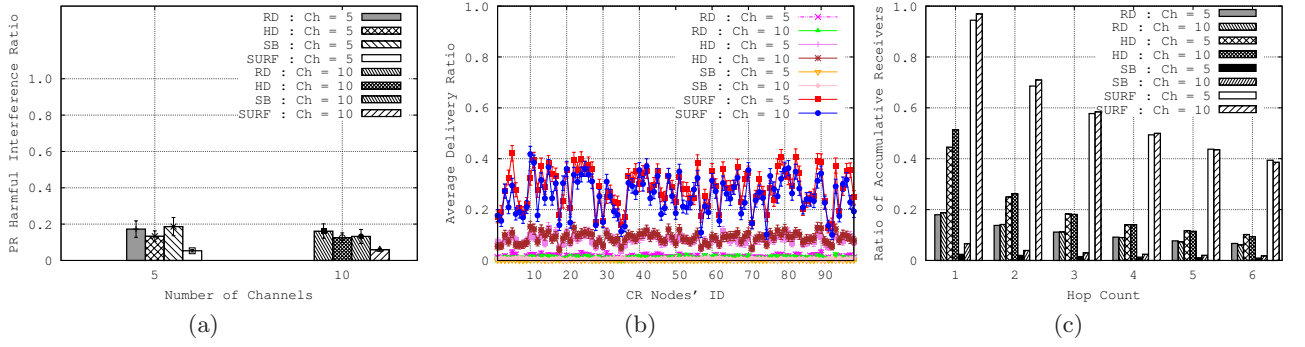 PR Harmful Interference Ratio
1.0
0.8
0.6
0.4
0.2
0
5
10
Number of Channels
RD : Ch = 5
HD : Ch = 5
SB : Ch = 5
SURF : Ch = 5
RD : Ch = 10
HD : Ch = 10
SB : Ch = 10
SURF : Ch = 10
(a)
Average Delivery Ratio
1.0
0.8
0.6
0.4
0.2
0
10 20 30 40 50 60 70 80 90
CR Nodes' ID
RD : Ch = 5
RD : Ch = 10
HD : Ch = 5
HD : Ch = 10
SB : Ch = 5
SB : Ch = 10
SURF : Ch = 5
SURF : Ch = 10
(b)
Ratio of Accumulative Receivers
1.0
0.8
0.6
0.4
0.2
0
1 2 3 4 5 6
Hop Count
RD : Ch = 5
RD : Ch = 10
HD : Ch = 5
HD : Ch = 10
SB : Ch = 5
SB : Ch = 10
SURF : Ch = 5
SURF : Ch = 10
(c)